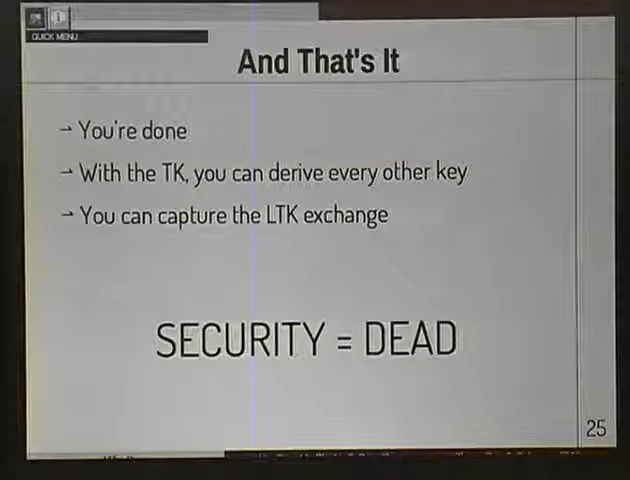 QUICK MENU
And That's It
→ You're done
→ With the TK, you can derive every other key
→ You can capture the LTK exchange
SECURITY = DEAD
25